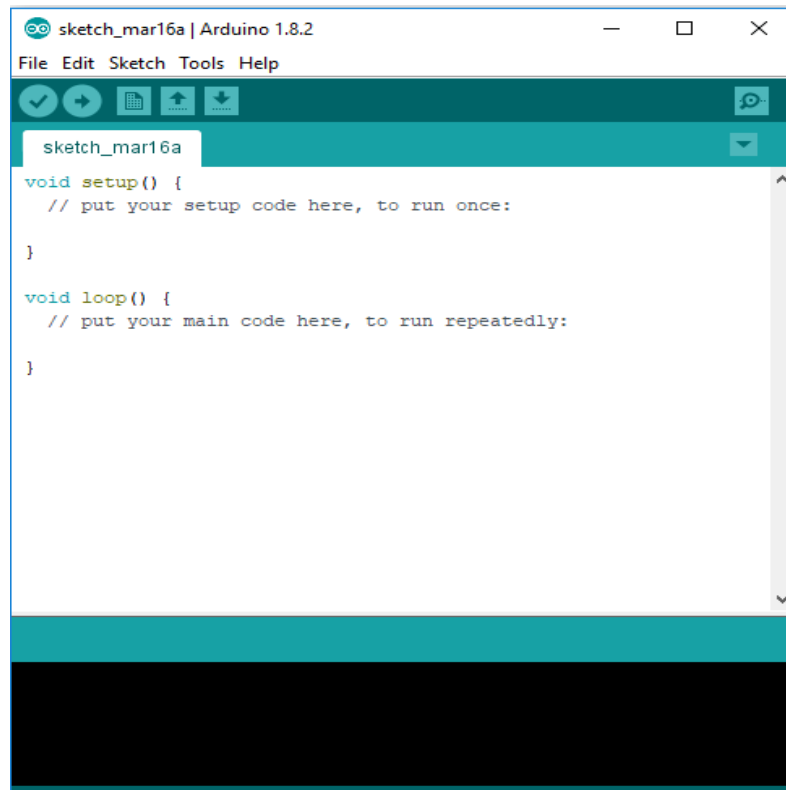 sketch_mar16a | Arduino 1.8.2
File Edit Sketch Tools Help
sketch_mar16a
void setup() {
  // put your setup code here, to run once:
}
void loop() {
  // put your main code here, to run repeatedly:
}